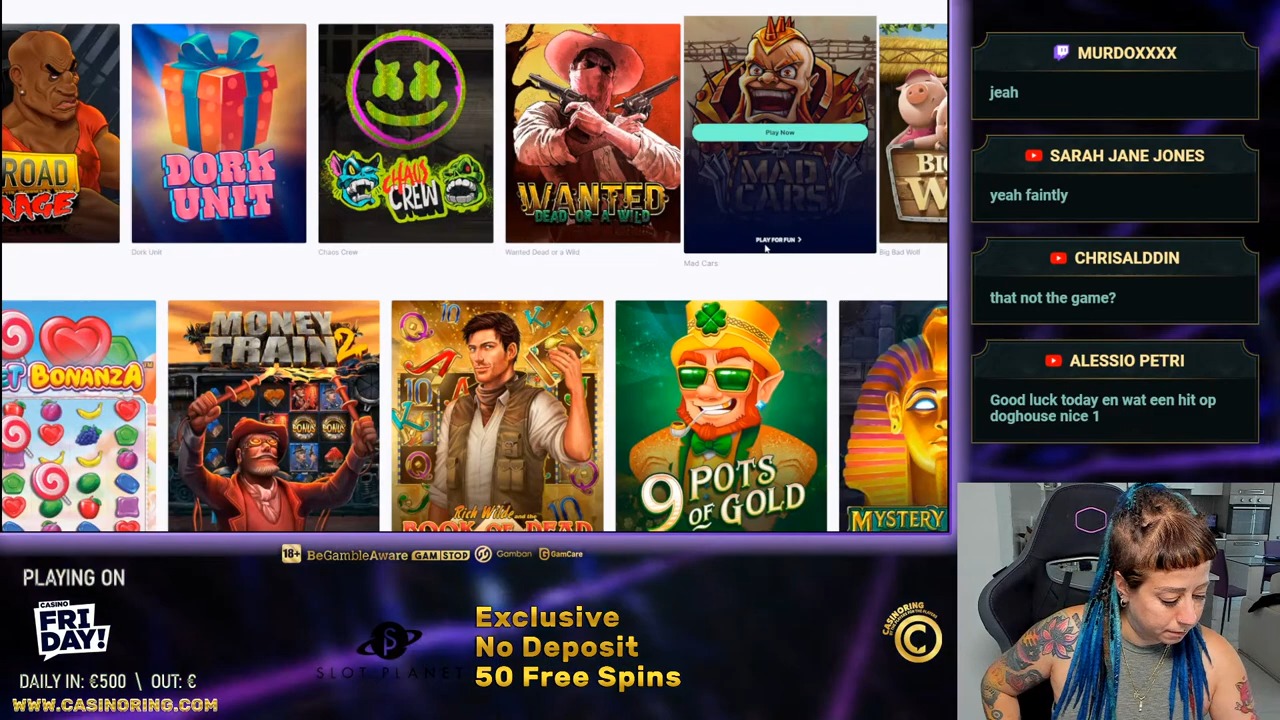 ROAD
RAGE
DORK
UNIT
CHAOS
CREW
WANTED
DEAD OR A WILD
Play Now
MAD
CARS
PLAY FOR FUN >
BI
W
Dork Unit
Chaos Crew
Wanted Dead or a Wild
Mad Cars
Big Bad Wolf
ET BONANZA™
MONEY
TRAIN 2
BONUS BONUS
Rich Wilde and the
BOOK OF DEAD
9 POTS
OF GOLD
MYSTERY
MURDOXXXX
jeah
SARAH JANE JONES
yeah faintly
CHRISALDDIN
that not the game?
ALESSIO PETRI
Good luck today en wat een hit op
doghouse nice 1
18+ BeGambleAware GAMSTOP Gamban GamCare
PLAYING ON
CASINO
FRI
DAY!
DAILY IN: €500 \ OUT: €
WWW.CASINORING.COM
SLOT PLANET
Exclusive
No Deposit
50 Free Spins
CASINORING
C